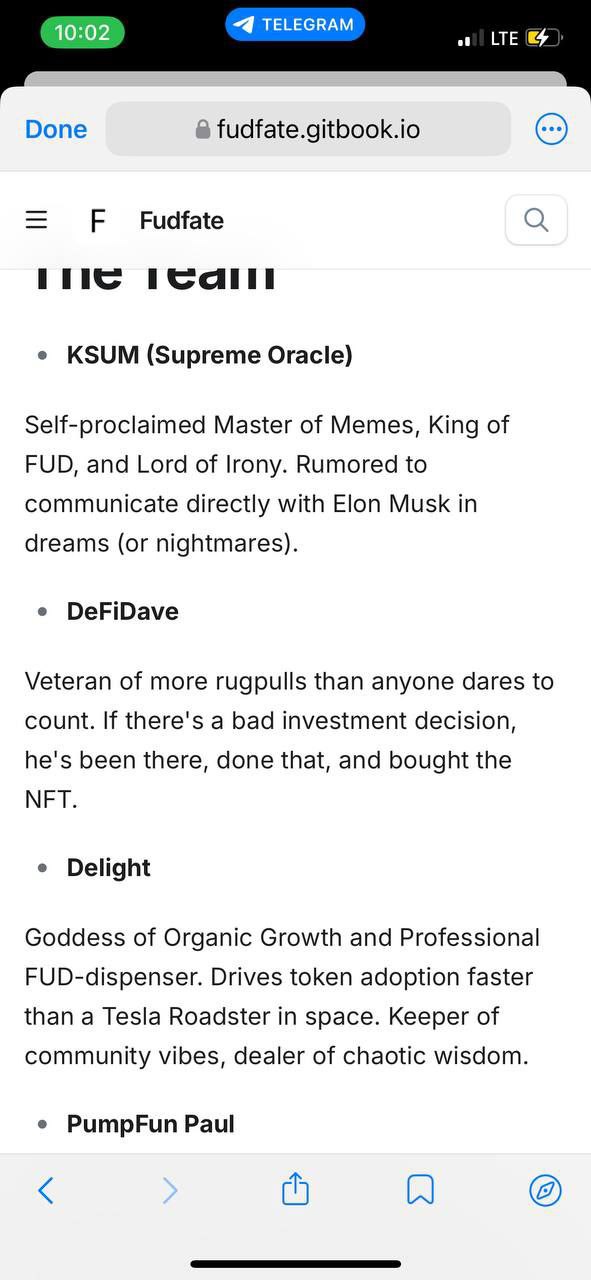 10:02
TELEGRAM
LTE
Done
fudfate.gitbook.io
F
Fudfate
The Team
KSUM (Supreme Oracle)
Self-proclaimed Master of Memes, King of
FUD, and Lord of Irony. Rumored to
communicate directly with Elon Musk in
dreams (or nightmares).
DeFiDave
Veteran of more rugpulls than anyone dares to
count. If there's a bad investment decision,
he's been there, done that, and bought the
NFT.
Delight
Goddess of Organic Growth and Professional
FUD-dispenser. Drives token adoption faster
than a Tesla Roadster in space. Keeper of
community vibes, dealer of chaotic wisdom.
PumpFun Paul